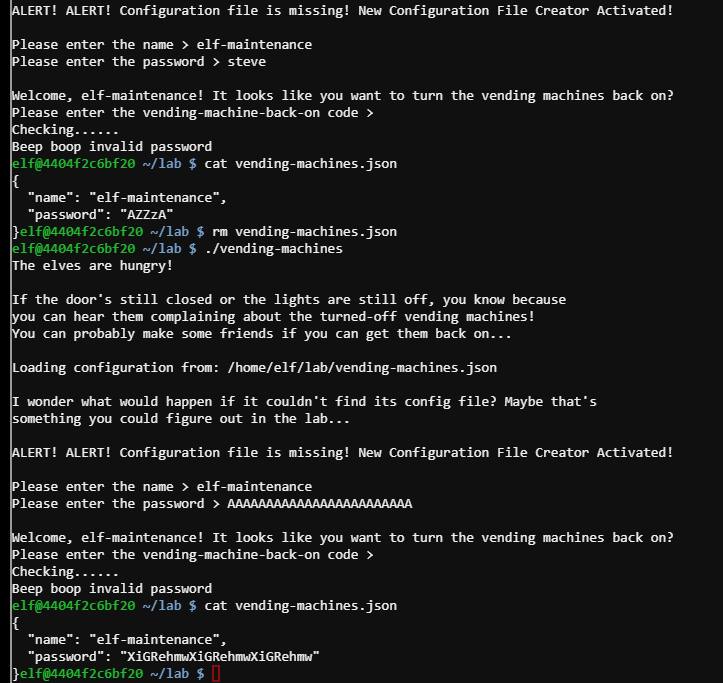 ALERT! ALERT! Configuration file is missing! New Configuration File Creator Activated!
Please enter the name > elf-maintenance
Please enter the password > steve
Welcome, elf-maintenance! It looks like you want to turn the vending machines back on?
Please enter the vending-machine-back-on code >
Checking......
Beep boop invalid password
elf@4404f2c6bf20 ~/lab $ cat vending-machines.json
{
  "name": "elf-maintenance",
  "password": "AZZzA"
}elf@4404f2c6bf20 ~/lab $ rm vending-machines.json
elf@4404f2c6bf20 ~/lab $ ./vending-machines
The elves are hungry!
If the door's still closed or the lights are still off, you know because
you can hear them complaining about the turned-off vending machines!
You can probably make some friends if you can get them back on...
Loading configuration from: /home/elf/lab/vending-machines.json
I wonder what would happen if it couldn't find its config file? Maybe that's
something you could figure out in the lab...
ALERT! ALERT! Configuration file is missing! New Configuration File Creator Activated!
Please enter the name > elf-maintenance
Please enter the password > AAAAAAAAAAAAAAAAAAAAAAAA
Welcome, elf-maintenance! It looks like you want to turn the vending machines back on?
Please enter the vending-machine-back-on code >
Checking......
Beep boop invalid password
elf@4404f2c6bf20 ~/lab $ cat vending-machines.json
{
  "name": "elf-maintenance",
  "password": "XiGRehmwXiGRehmwXiGRehmw"
}elf@4404f2c6bf20 ~/lab $